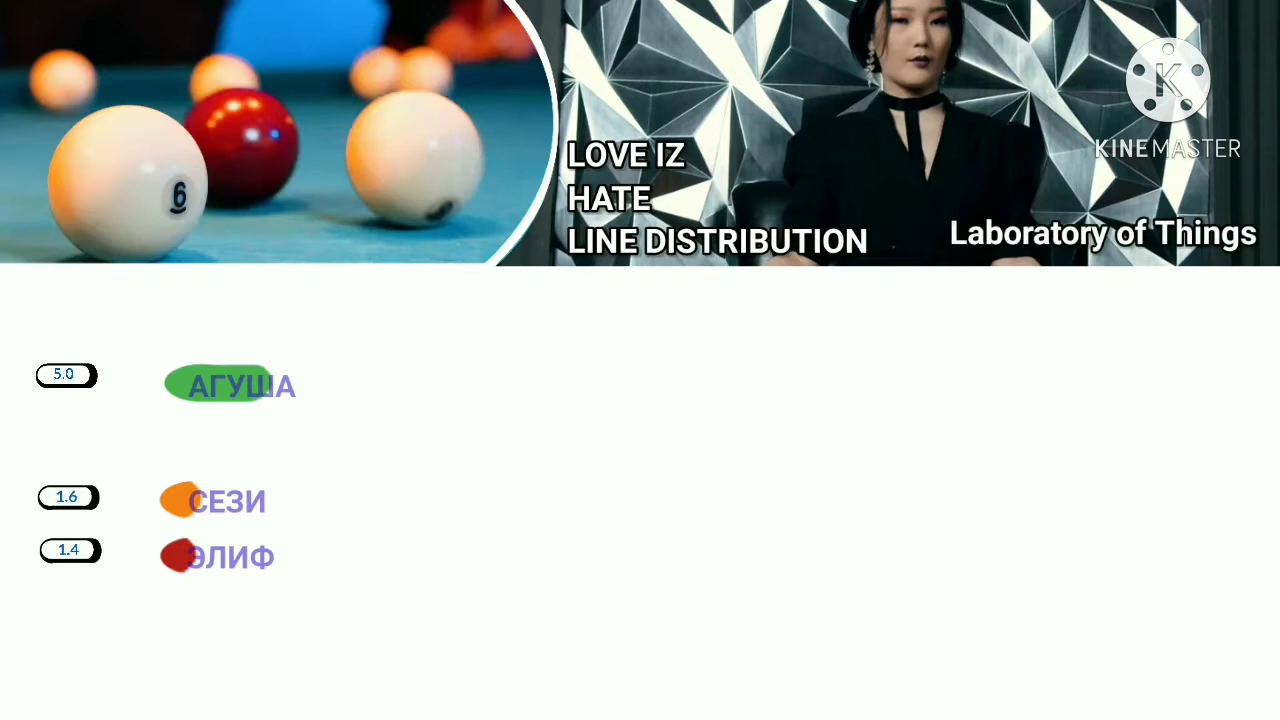 6
LOVE IZ
HATE
LINE DISTRIBUTION
K
KINEMASTER
Laboratory of Things
5.0 АГУША
1.6 СЕЗИ
1.4 ЭЛИФ